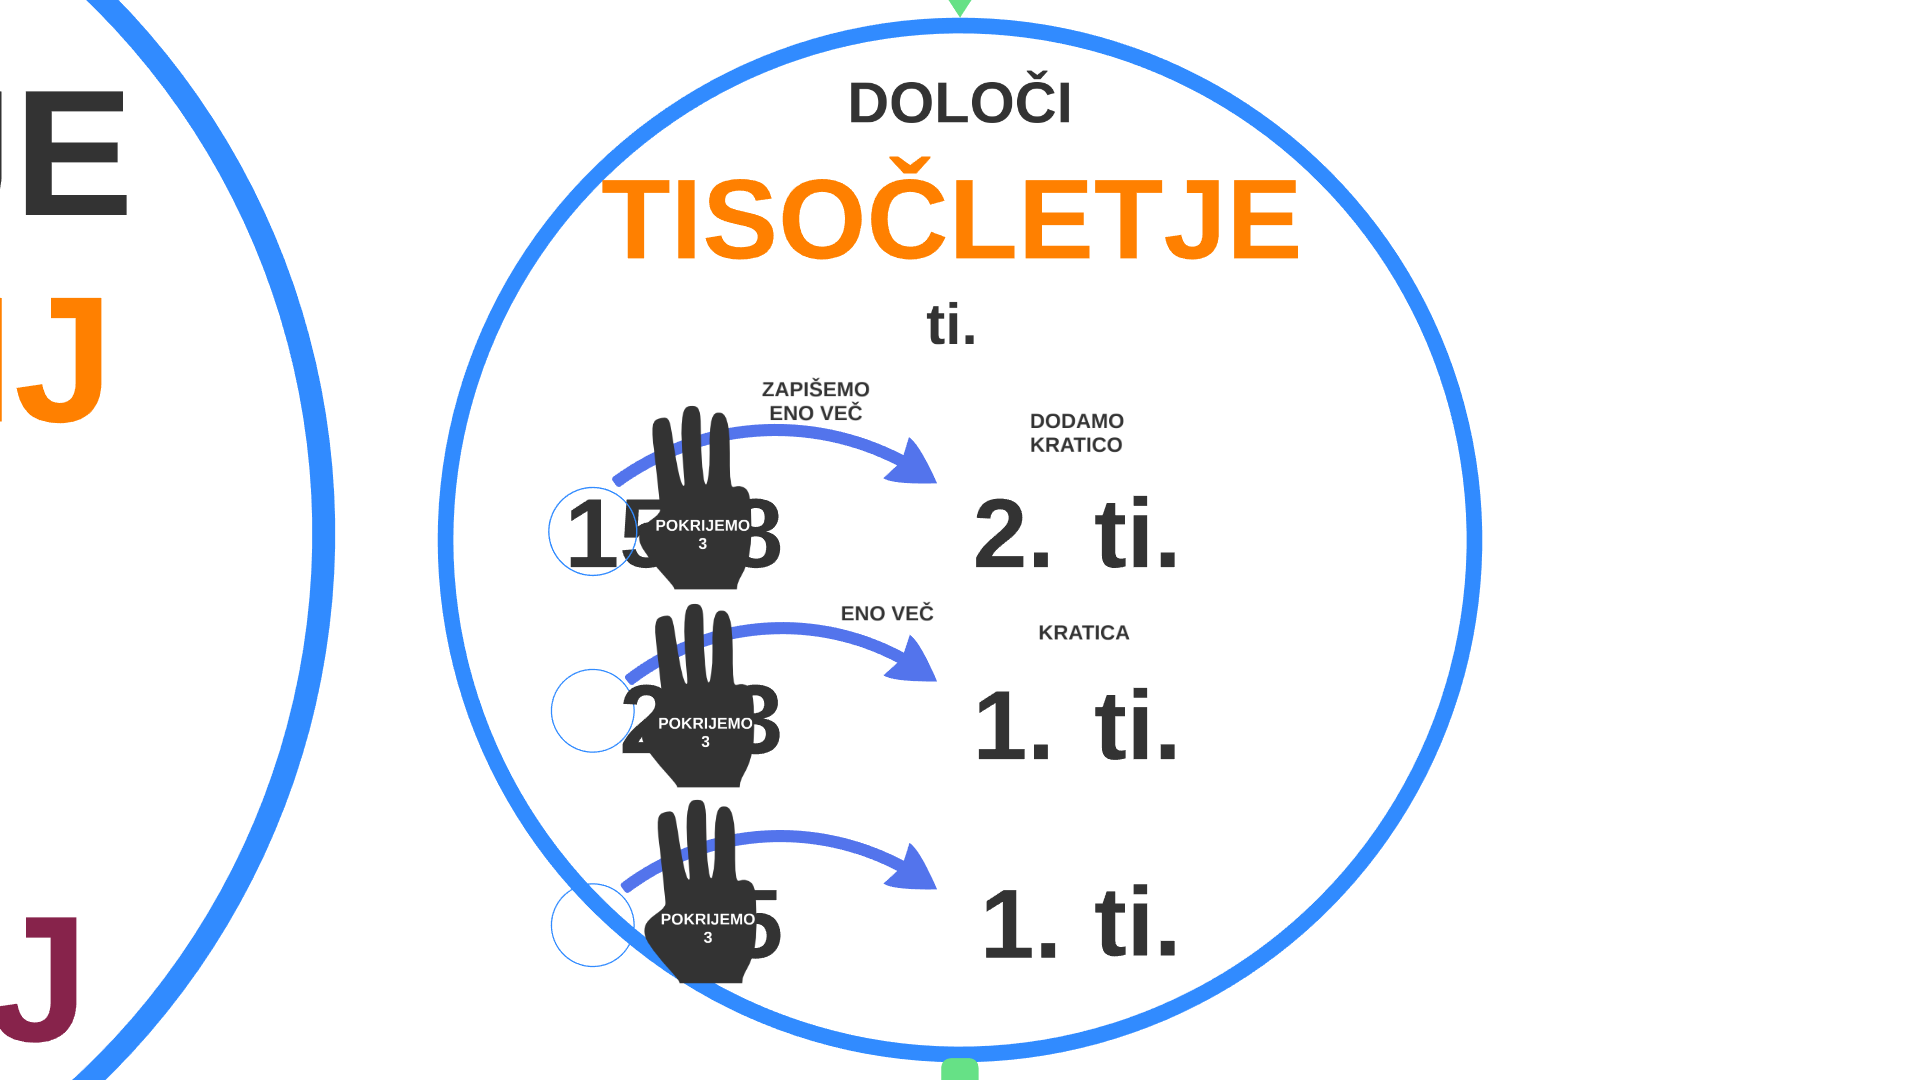 DOLOČI
TISOČLETJE
ti.
ZAPIŠEMO
ENO VEČ
DODAMO
KRATICO
POKRIJEMO
3
2. ti.
ENO VEČ
KRATICA
POKRIJEMO
3
1. ti.
POKRIJEMO
3
1. ti.